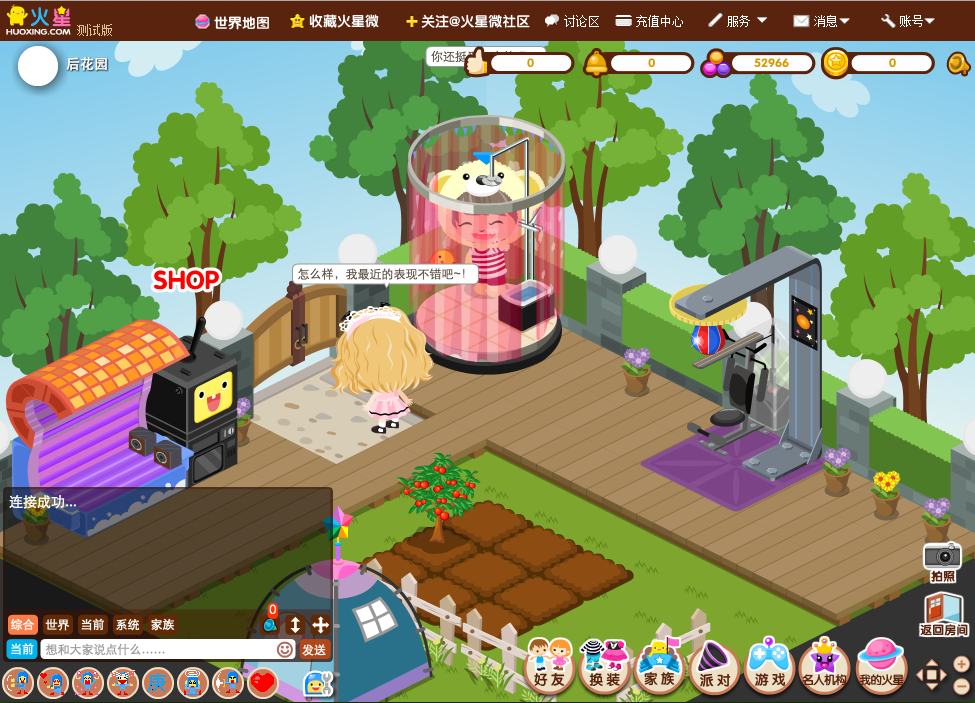 火星
HUOXING.COM 测试版
世界地图
收藏火星微
关注@火星微社区
讨论区
充值中心
服务
消息
账号
后花园
你还挺
0
0
52966
0
SHOP
怎么样，我最近的表现不错吧~！
连接成功...
0
综合 世界 当前 系统 家族
当前 想和大家说点什么...... 发送
拍照
返回房间
好友
换装
家族
派对
游戏
名人机构
我的火星